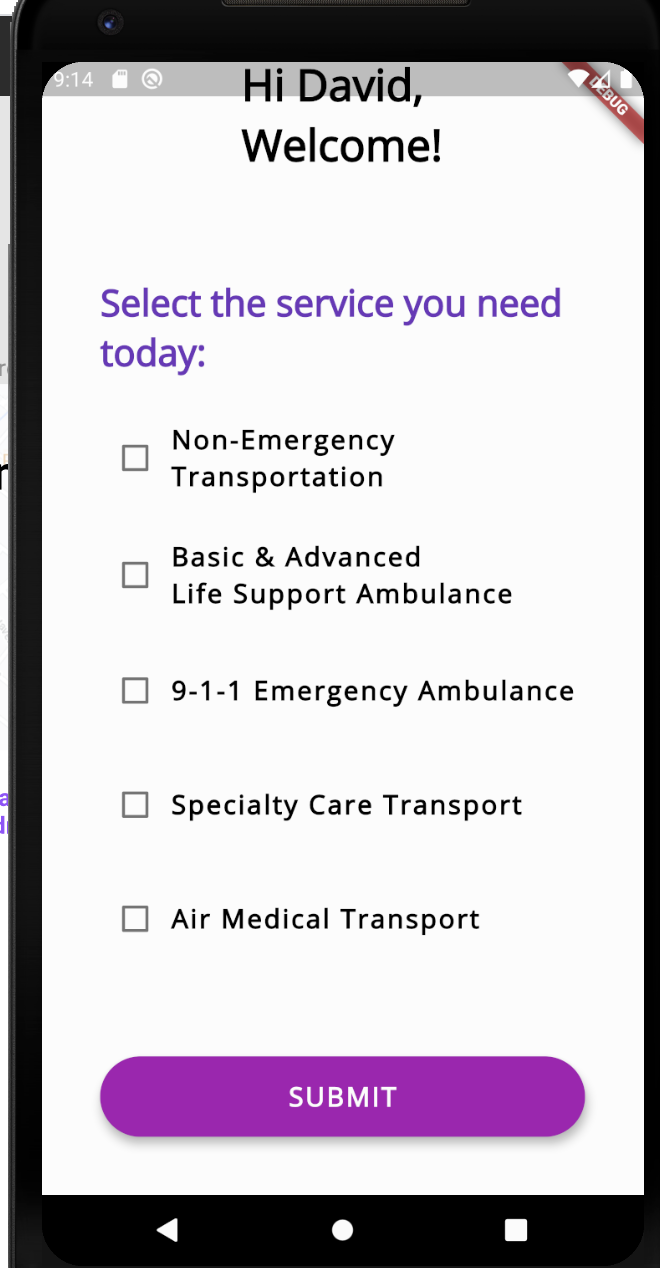 9:14
Hi David,
DEBUG
Welcome!
Select the service you need
today:
Non-Emergency
Transportation
Basic & Advanced
Life Support Ambulance
9-1-1 Emergency Ambulance
Specialty Care Transport
Air Medical Transport
SUBMIT